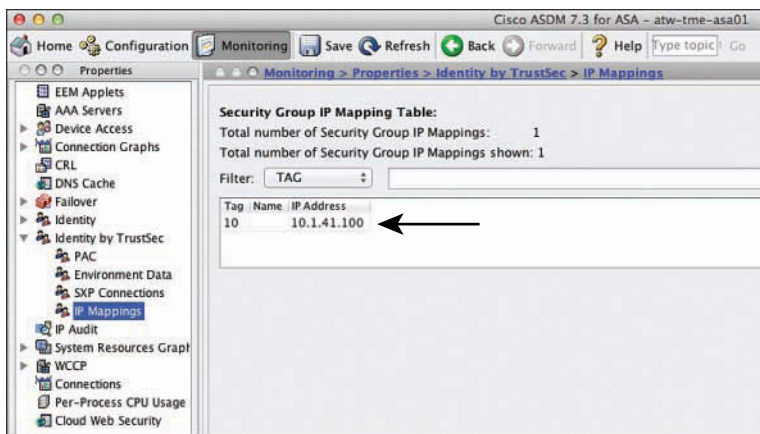 Cisco ASDM 7.3 for ASA - atw-tme-asa01
Home Configuration Monitoring Save Refresh Back Forward Help Type topic Go
Properties
Monitoring > Properties > Identity by TrustSec > IP Mappings
EEM Applets
AAA Servers
Device Access
Connection Graphs
CRL
DNS Cache
Failover
Identity
Identity by TrustSec
PAC
Environment Data
SXP Connections
IP Mappings
IP Audit
System Resources Graph
WCCP
Connections
Per-Process CPU Usage
Cloud Web Security
Security Group IP Mapping Table:
Total number of Security Group IP Mappings: 1
Total number of Security Group IP Mappings shown: 1
Filter: TAG
Tag Name IP Address
10 10.1.41.100